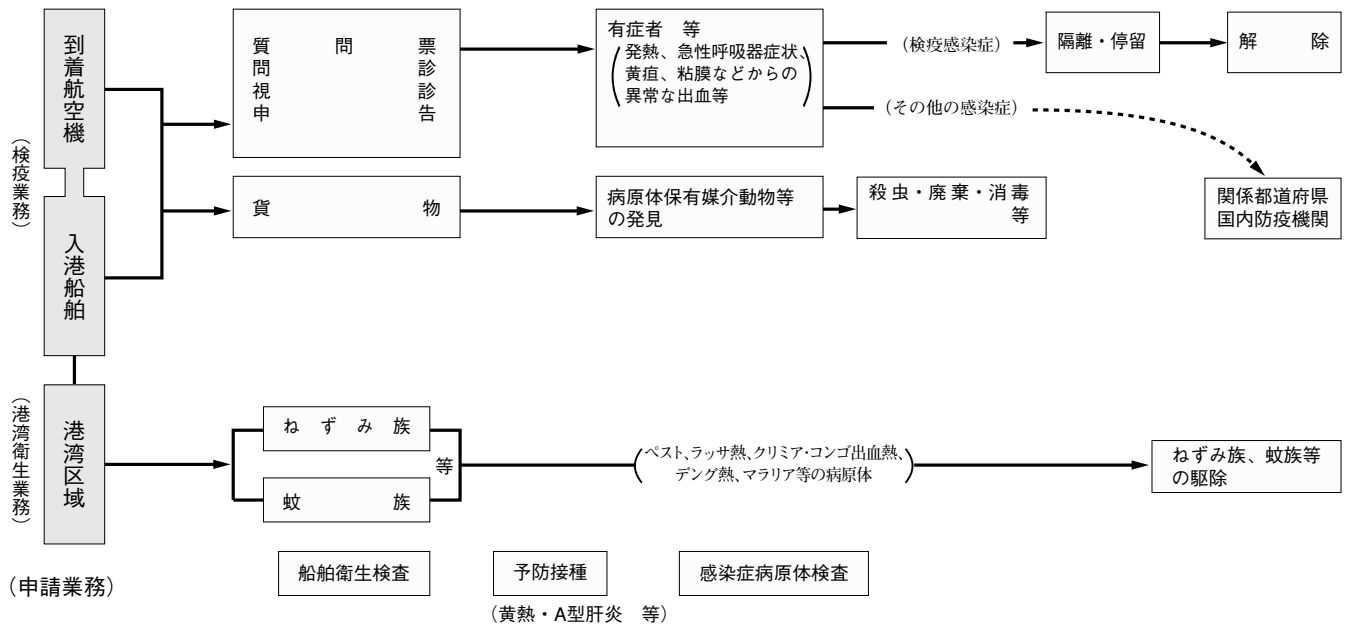 (検疫業務)
到着航空機
入港船舶
質問票
問診
視診
申告
有症者 等
(発熱、急性呼吸器症状、
黄疸、粘膜などからの
異常な出血等)
(検疫感染症)
隔離・停留
解除
(その他の感染症)
関係都道府県
国内防疫機関
貨物
病原体保有媒介動物等
の発見
殺虫・廃棄・消毒
等
(港湾衛生業務)
港湾区域
ねずみ族
蚊族
等
(ペスト、ラッサ熱、クリミア・コンゴ出血熱、
デング熱、マラリア等の病原体)
ねずみ族、蚊族等
の駆除
(申請業務)
船舶衛生検査
予防接種
(黄熱・A型肝炎 等)
感染症病原体検査